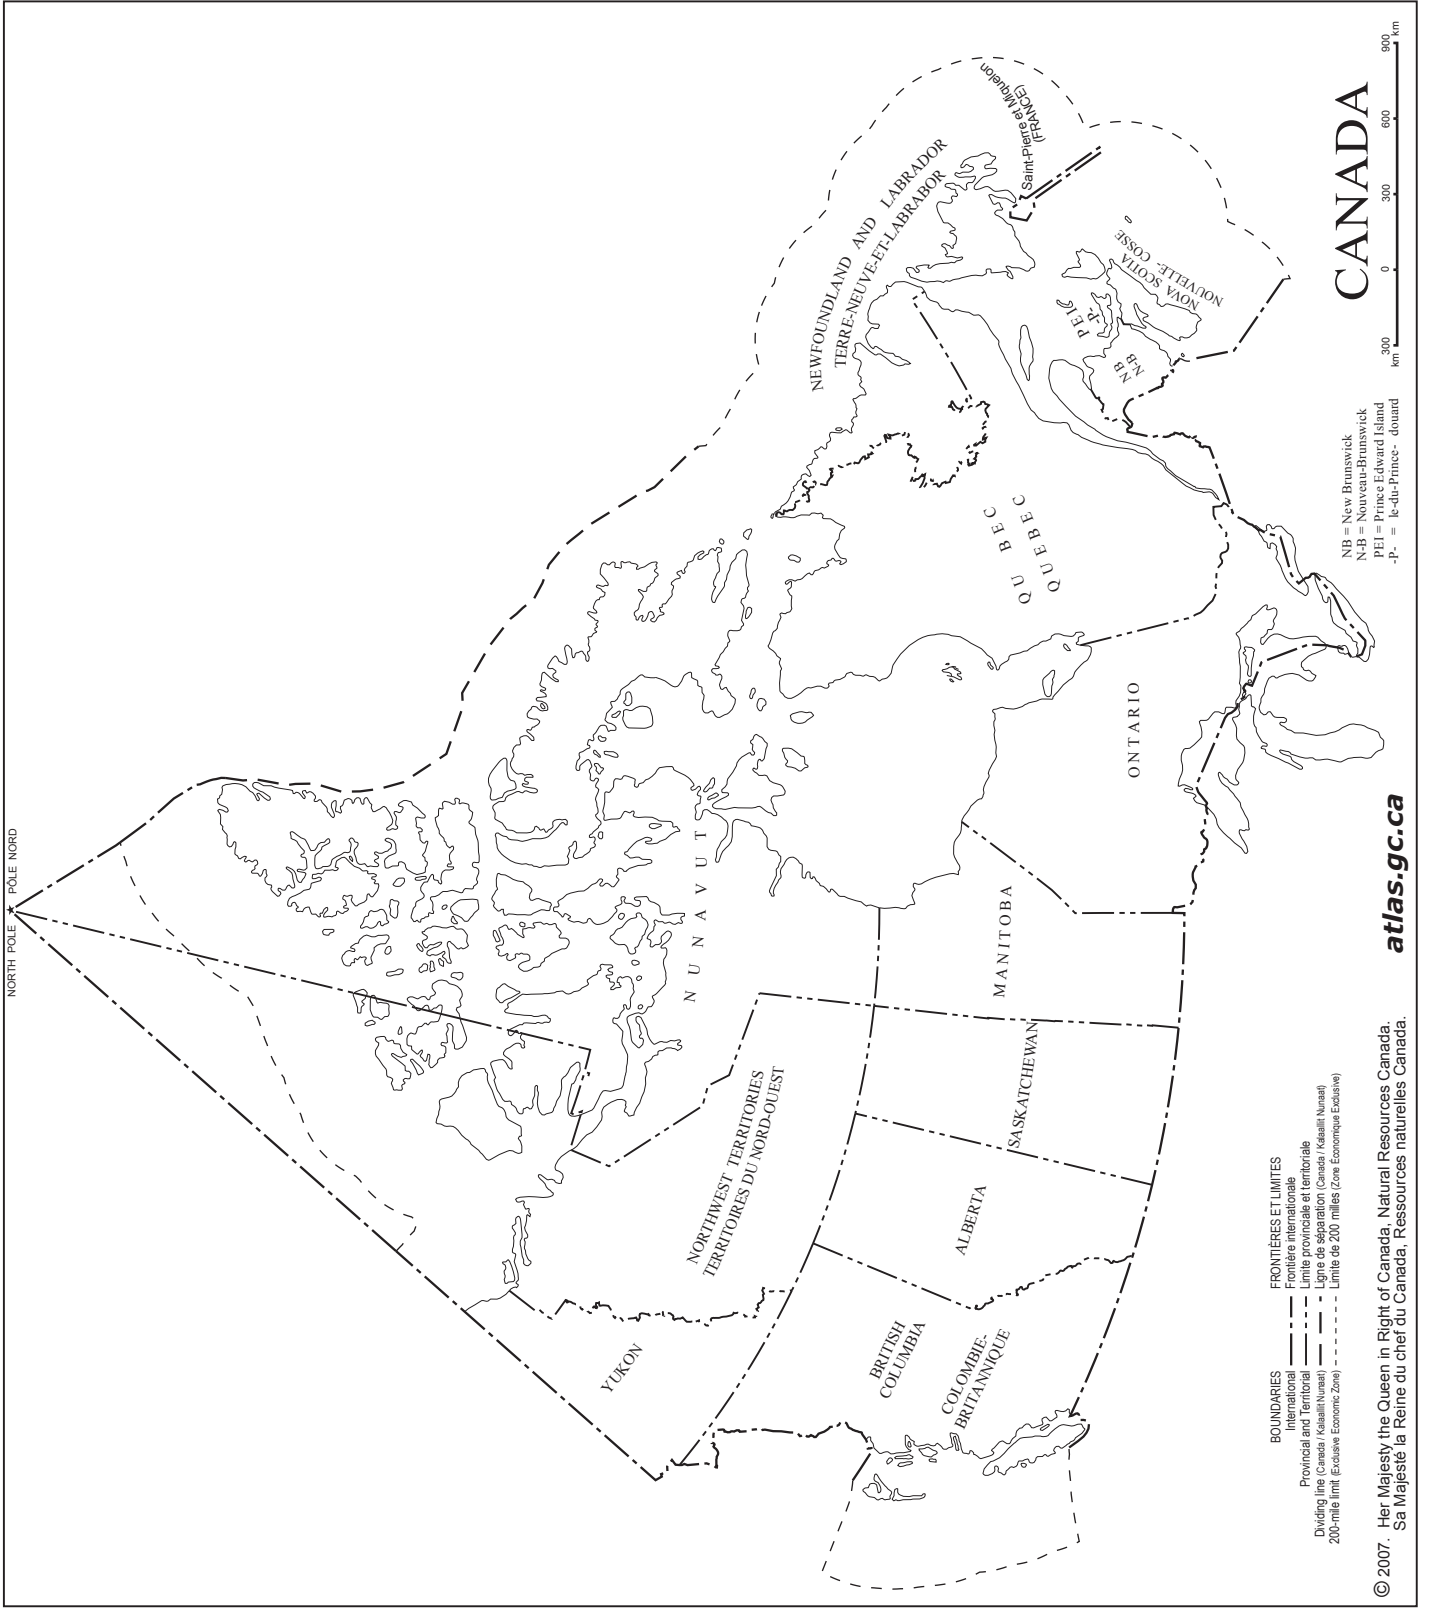 NORTH POLE ★ PÔLE NORD
NEWFOUNDLAND AND LABRADOR
TERRE-NEUVE-ET-LABRABOR
Saint-Pierre et Miquelon
(FRANCE)
NOVA SCOTIA
NOUVELLE- COSSE
PEI
-P-
NB
N-B
QU BEC
QUEBEC
ONTARIO
NUNAVUT
MANITOBA
SASKATCHEWAN
ALBERTA
NORTHWEST TERRITORIES
TERRITOIRES DU NORD-OUEST
YUKON
BRITISH
COLUMBIA
COLOMBIE-
BRITANNIQUE
CANADA
km 300 0 300 600 900 km
NB = New Brunswick
N-B = Nouveau-Brunswick
PEI = Prince Edward Island
-P- = le-du-Prince- douard
atlas.gc.ca
BOUNDARIES FRONTIÈRES ET LIMITES
International Frontière internationale
Provincial and Territorial Limite provinciale et territoriale
Dividing line (Canada / Kalaallit Nunaat) Ligne de séparation (Canada / Kalaallit Nunaat)
200-mile limit (Exclusive Economic Zone) Limite de 200 milles (Zone Économique Exclusive)
© 2007. Her Majesty the Queen in Right of Canada, Natural Resources Canada.
Sa Majesté la Reine du chef du Canada, Ressources naturelles Canada.